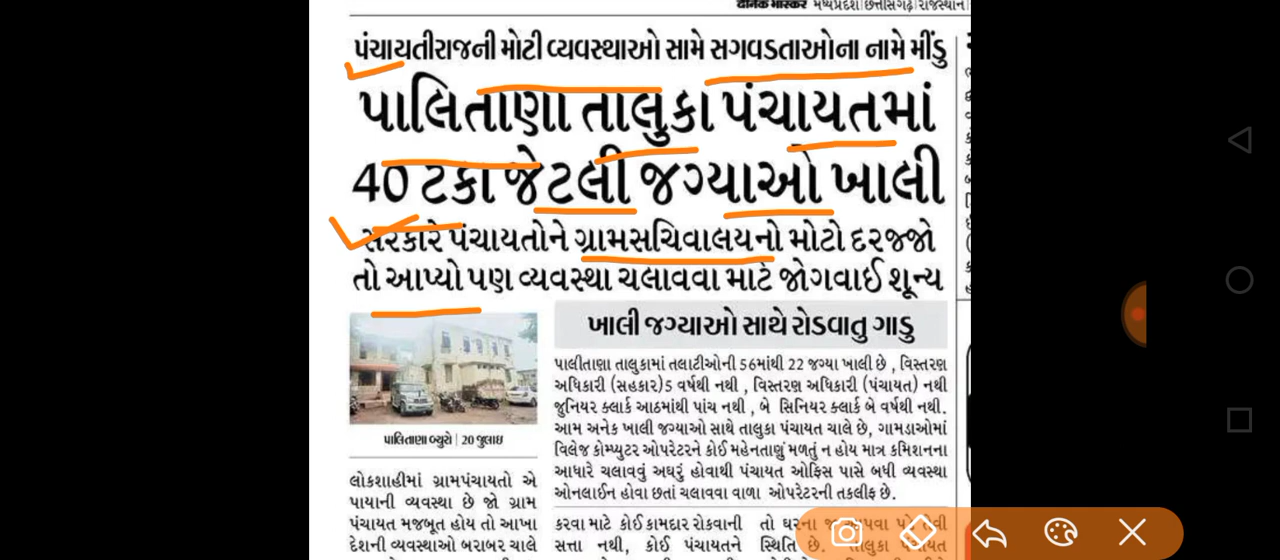 दैनिक भास्कर મધ્યપ્રદેશ|છત્તીસગઢ|રાજસ્થાન
પંચાયતીરાજની મોટી વ્યવસ્થાઓ સામે સગવડતાઓના નામે મીંડુ
પાલિતાણા તાલુકા પંચાયતમાં
40 ટકા જેટલી જગ્યાઓ ખાલી
સરકારે પંચાયતોને ગ્રામસચિવાલયનો મોટો દરજ્જો
તો આપ્યો પણ વ્યવસ્થા ચલાવવા માટે જોગવાઈ શૂન્ય
ખાલી જગ્યાઓ સાથે રોડવાતુ ગાડુ
પાલીતાણા તાલુકામાં તલાટીઓની 56માંથી 22 જગ્યા ખાલી છે , વિસ્તરણ
અધિકારી (સહકાર)5 વર્ષથી નથી , વિસ્તરણ અધિકારી (પંચાયત) નથી
જુનિયર ક્લાર્ક આઠમાંથી પાંચ નથી , બે સિનિયર ક્લાર્ક બે વર્ષથી નથી.
આમ અનેક ખાલી જગ્યાઓ સાથે તાલુકા પંચાયત ચાલે છે, ગામડાઓમાં
વિલેજ કોમ્પ્યુટર ઓપરેટરને કોઈ મહેનતાણું મળતું ન હોય માત્ર કમિશનના
આધારે ચલાવવું અઘરું હોવાથી પંચાયત ઓફિસ પાસે બધી વ્યવસ્થા
ઓનલાઈન હોવા છતાં ચલાવવા વાળા ઓપરેટરની તકલીફ છે.
પાલિતાણા બ્યુરો | 20 જુલાઇ
લોકશાહીમાં ગ્રામપંચાયતો એ
પાયાની વ્યવસ્થા છે જો ગ્રામ
પંચાયત મજબૂત હોય તો આખા
દેશની વ્યવસ્થાઓ બરાબર ચાલે
કરવા માટે કોઈ કામદાર રોકવાની
સત્તા નથી, કોઈ પંચાયતને
તો ઘરના જ આપવા પડે તેવી
સ્થિતિ છે. તાલુકા પંચાયત